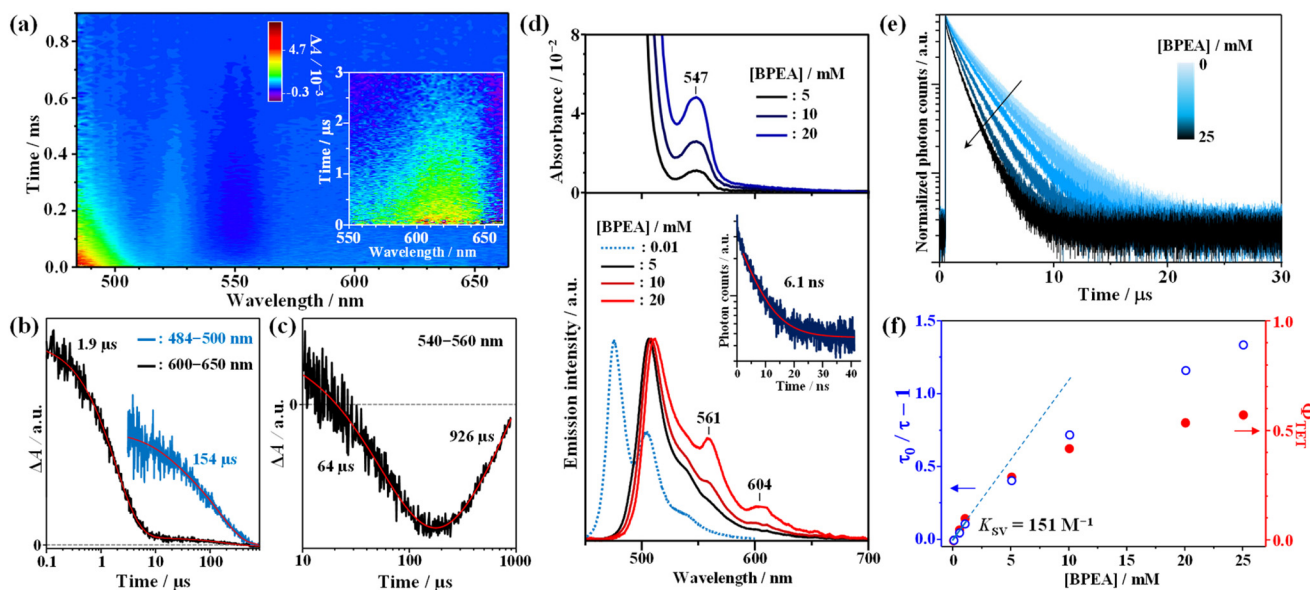 (a)
0.8
0.6
0.4
0.2
0.0
Time / ms
500
550
600
650
Wavelength / nm
4.7
−0.3
ΔA / 10⁻³
3
2
1
0
Time / µs
550
600
650
Wavelength / nm
(b)
1.9 µs
: 484−500 nm
: 600−650 nm
154 µs
ΔA / a.u.
0.1
1
10
100
Time / µs
(c)
540−560 nm
64 µs
926 µs
ΔA / a.u.
10
100
1000
Time / µs
(d)
Absorbance / 10⁻²
8
4
0
547
[BPEA] / mM
: 5
: 10
: 20
Emission intensity / a.u.
[BPEA] / mM
: 0.01
: 5
: 10
: 20
561
604
Photon counts / a.u.
6.1 ns
0
10
20
30
40
Time / ns
500
600
700
Wavelength / nm
(e)
Normalized photon counts / a.u.
[BPEA] / mM
0
25
0
10
20
30
Time / µs
(f)
τ₀ / τ − 1
1.5
1.0
0.5
0
K_SV = 151 M⁻¹
1.0
0.5
0.0
Φ_TET
0
5
10
15
20
25
[BPEA] / mM